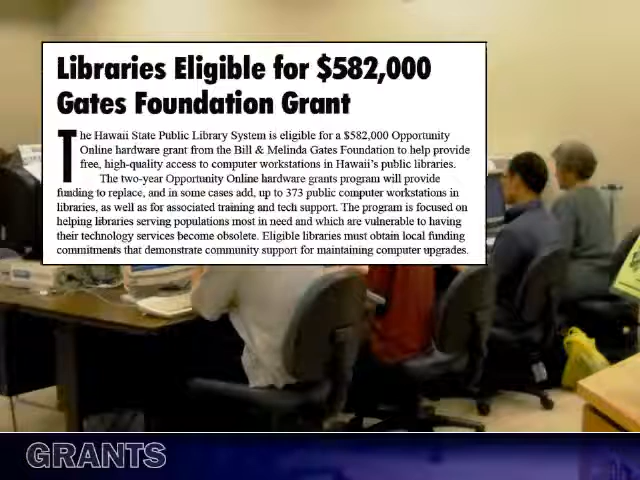 Libraries Eligible for $582,000
Gates Foundation Grant
The Hawaii State Public Library System is eligible for a $582,000 Opportunity
Online hardware grant from the Bill & Melinda Gates Foundation to help provide
free, high-quality access to computer workstations in Hawaii's public libraries.
The two-year Opportunity Online hardware grants program will provide
funding to replace, and in some cases add, up to 373 public computer workstations in
libraries, as well as for associated training and tech support. The program is focused on
helping libraries serving populations most in need and which are vulnerable to having
their technology services become obsolete. Eligible libraries must obtain local funding
commitments that demonstrate community support for maintaining computer upgrades.
GRANTS